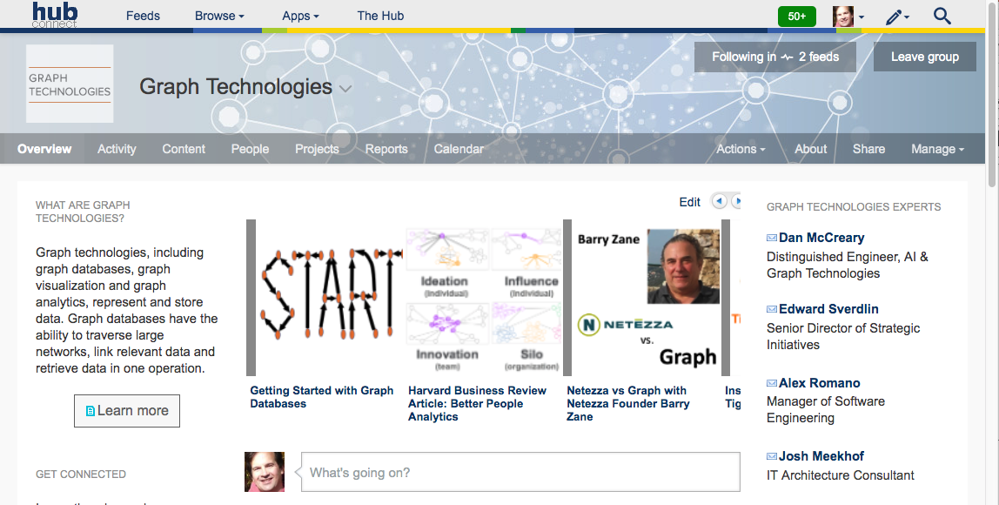 hub
connect
Feeds
Browse
Apps
The Hub
50+
GRAPH
TECHNOLOGIES
Graph Technologies
Following in 2 feeds
Leave group
Overview
Activity
Content
People
Projects
Reports
Calendar
Actions
About
Share
Manage
WHAT ARE GRAPH
TECHNOLOGIES?
Graph technologies, including
graph databases, graph
visualization and graph
analytics, represent and store
data. Graph databases have the
ability to traverse large
networks, link relevant data and
retrieve data in one operation.
Learn more
GET CONNECTED
Edit
START
Ideation
(Individual)
Influence
(Individual)
Innovation
(team)
Silo
(organization)
Barry Zane
N NETEZZA
vs.
Graph
Getting Started with Graph
Databases
Harvard Business Review
Article: Better People
Analytics
Netezza vs Graph with
Netezza Founder Barry
Zane
Ins
Tig
What's going on?
GRAPH TECHNOLOGIES EXPERTS
Dan McCreary
Distinguished Engineer, AI &
Graph Technologies
Edward Sverdlin
Senior Director of Strategic
Initiatives
Alex Romano
Manager of Software
Engineering
Josh Meekhof
IT Architecture Consultant